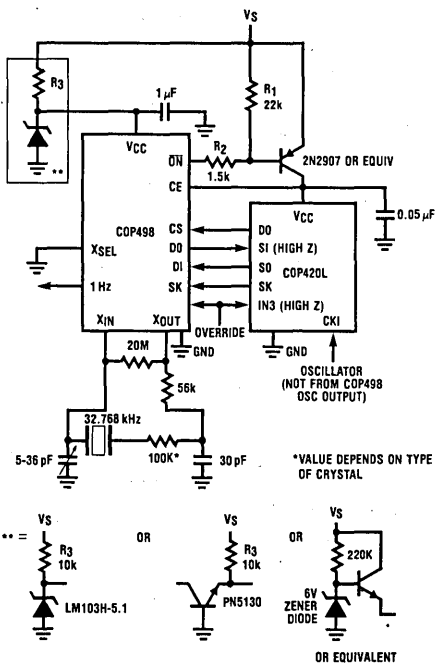 VS
R3
R1
22k
1 µF
**
VCC
ON
R2
1.5k
2N2907 OR EQUIV
CE
VCC
0.05 µF
COP498
CS
DO
DO
SI (HIGH Z)
XSEL
DI
SO
COP420L
1 Hz
SK
SK
IN3 (HIGH Z)
XIN
XOUT
OVERRIDE
CKI
GND
GND
20M
OSCILLATOR
(NOT FROM COP498
OSC OUTPUT)
56k
32.768 kHz
5-36 pF
100K*
30 pF
*VALUE DEPENDS ON TYPE
OF CRYSTAL
** =
VS
R3
10k
LM103H-5.1
OR
VS
R3
10k
PN5130
OR
VS
220K
6V
ZENER
DIODE
OR EQUIVALENT